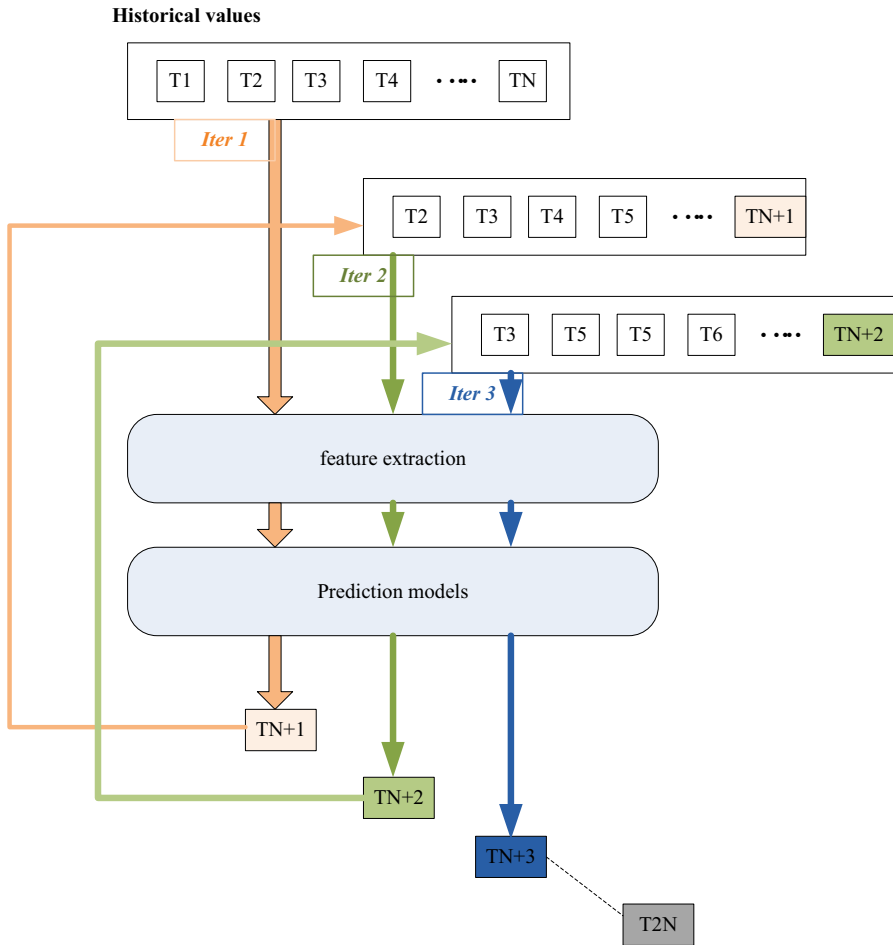 Historical values
T1 T2 T3 T4 ····· TN
Iter 1
T2 T3 T4 T5 ····· TN+1
Iter 2
T3 T5 T5 T6 ····· TN+2
Iter 3
feature extraction
Prediction models
TN+1
TN+2
TN+3
T2N